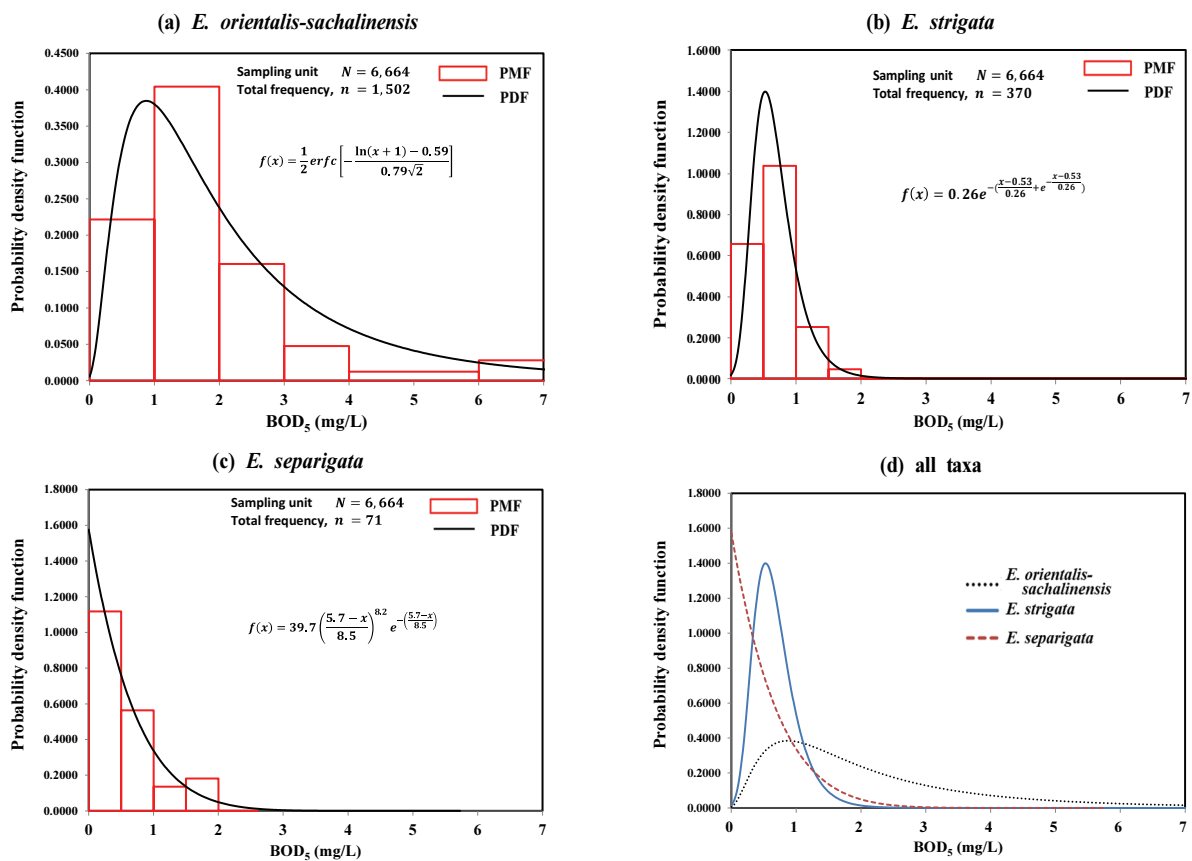 (a) E. orientalis-sachalinensis
Probability density function
0.4500
0.4000
0.3500
0.3000
0.2500
0.2000
0.1500
0.1000
0.0500
0.0000
Sampling unit N = 6,664
Total frequency, n = 1,502
PMF
PDF
f(x) = 1/2 erfc[-(ln(x + 1) - 0.59)/(0.79√2)]
0 1 2 3 4 5 6 7
BOD₅ (mg/L)
(b) E. strigata
Probability density function
1.6000
1.4000
1.2000
1.0000
0.8000
0.6000
0.4000
0.2000
0.0000
Sampling unit N = 6,664
Total frequency, n = 370
PMF
PDF
f(x) = 0.26e^-((x-0.53)/0.26 + e^-((x-0.53)/0.26))
0 1 2 3 4 5 6 7
BOD₅ (mg/L)
(c) E. separigata
Probability density function
1.8000
1.6000
1.4000
1.2000
1.0000
0.8000
0.6000
0.4000
0.2000
0.0000
Sampling unit N = 6,664
Total frequency, n = 71
PMF
PDF
f(x) = 39.7 ((5.7 - x)/8.5)^8.2 e^-((5.7-x)/8.5)
0 1 2 3 4 5 6 7
BOD₅ (mg/L)
(d) all taxa
Probability density function
1.8000
1.6000
1.4000
1.2000
1.0000
0.8000
0.6000
0.4000
0.2000
0.0000
E. orientalis-
sachalinensis
E. strigata
E. separigata
0 1 2 3 4 5 6 7
BOD₅ (mg/L)